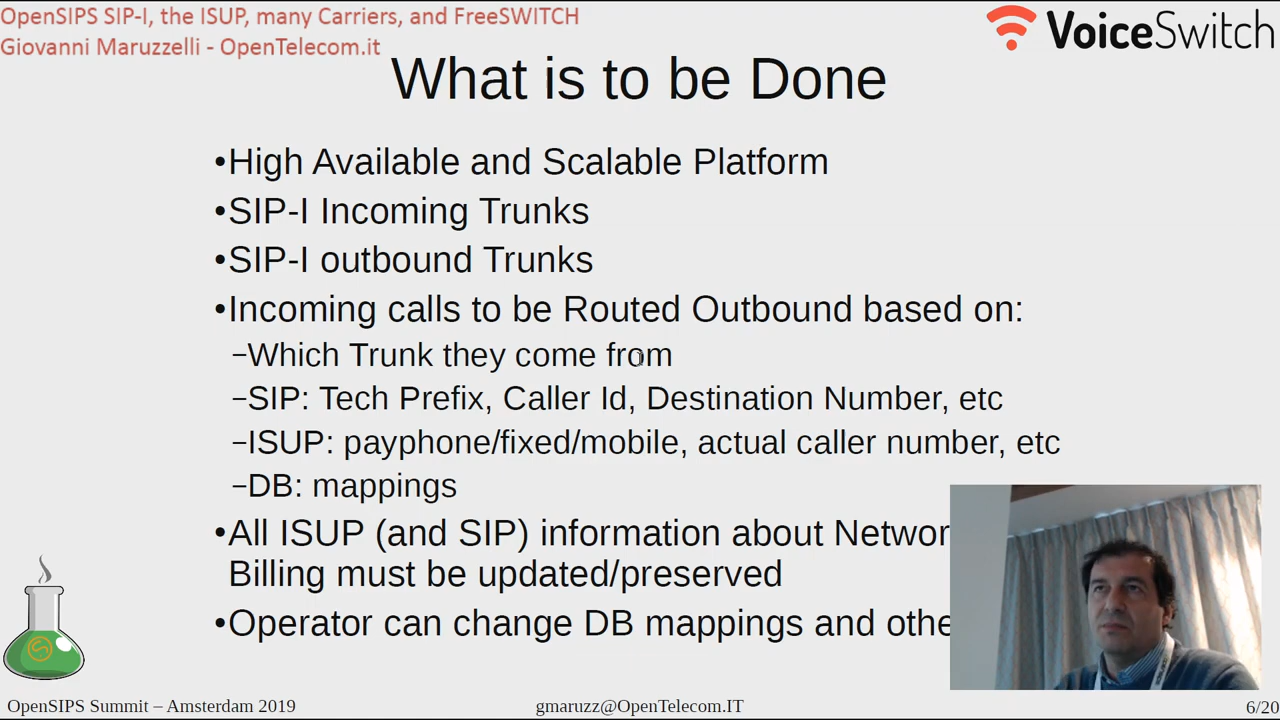 OpenSIPS SIP-I, the ISUP, many Carriers, and FreeSWITCH
Giovanni Maruzzelli - OpenTelecom.it
VoiceSwitch
What is to be Done
•High Available and Scalable Platform
•SIP-I Incoming Trunks
•SIP-I outbound Trunks
•Incoming calls to be Routed Outbound based on:
–Which Trunk they come from
–SIP: Tech Prefix, Caller Id, Destination Number, etc
–ISUP: payphone/fixed/mobile, actual caller number, etc
–DB: mappings
•All ISUP (and SIP) information about
Billing must be updated/preserved
•Operator can change DB mappings and
OpenSIPS Summit – Amsterdam 2019
gmaruzz@OpenTelecom.IT
6/20